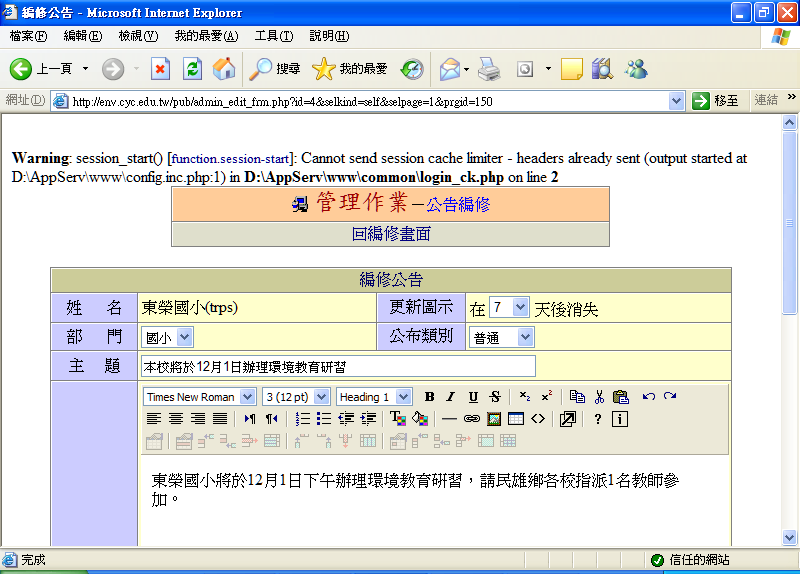 編修公告 - Microsoft Internet Explorer
檔案(F) 編輯(E) 檢視(V) 我的最愛(A) 工具(T) 說明(H)
上一頁 搜尋 我的最愛
網址(D) http://env.cyc.edu.tw/pub/admin_edit_frm.php?id=4&selkind=self&selpage=1&prgid=150 移至 連結 »
Warning: session_start() [function.session-start]: Cannot send session cache limiter - headers already sent (output started at
D:\AppServ\www\config.inc.php:1) in D:\AppServ\www\common\login_ck.php on line 2
管理作業－公告編修
回編修畫面
編修公告
姓 名 東榮國小(trps) 更新圖示 在 7 天後消失
部 門 國小 公布類別 普通
主 題 本校將於12月1日辦理環境教育研習
Times New Roman 3 (12 pt) Heading 1 B I U S x₂ x²
東榮國小將於12月1日下午辦理環境教育研習，請民雄鄉各校指派1名教師參
加。
完成 信任的網站